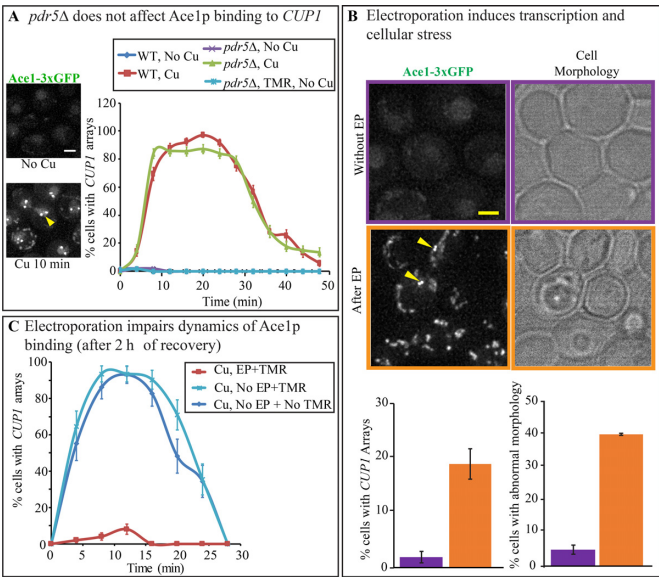 A pdr5Δ does not affect Ace1p binding to CUP1
WT, No Cu
WT, Cu
pdr5Δ, No Cu
pdr5Δ, Cu
pdr5Δ, TMR, No Cu
Ace1-3xGFP
No Cu
Cu 10 min
% cells with CUP1 arrays
120
100
80
60
40
20
0
0 10 20 30 40 50
Time (min)
B Electroporation induces transcription and
cellular stress
Ace1-3xGFP
Cell
Morphology
Without EP
After EP
% cells with CUP1 Arrays
30
20
10
0
% cells with abnormal morphology
50
40
30
20
10
0
C Electroporation impairs dynamics of Ace1p
binding (after 2 h of recovery)
Cu, EP+TMR
Cu, No EP+TMR
Cu, No EP + No TMR
% cells with CUP1 arrays
100
80
60
40
20
0
0 5 10 15 20 25 30
Time (min)